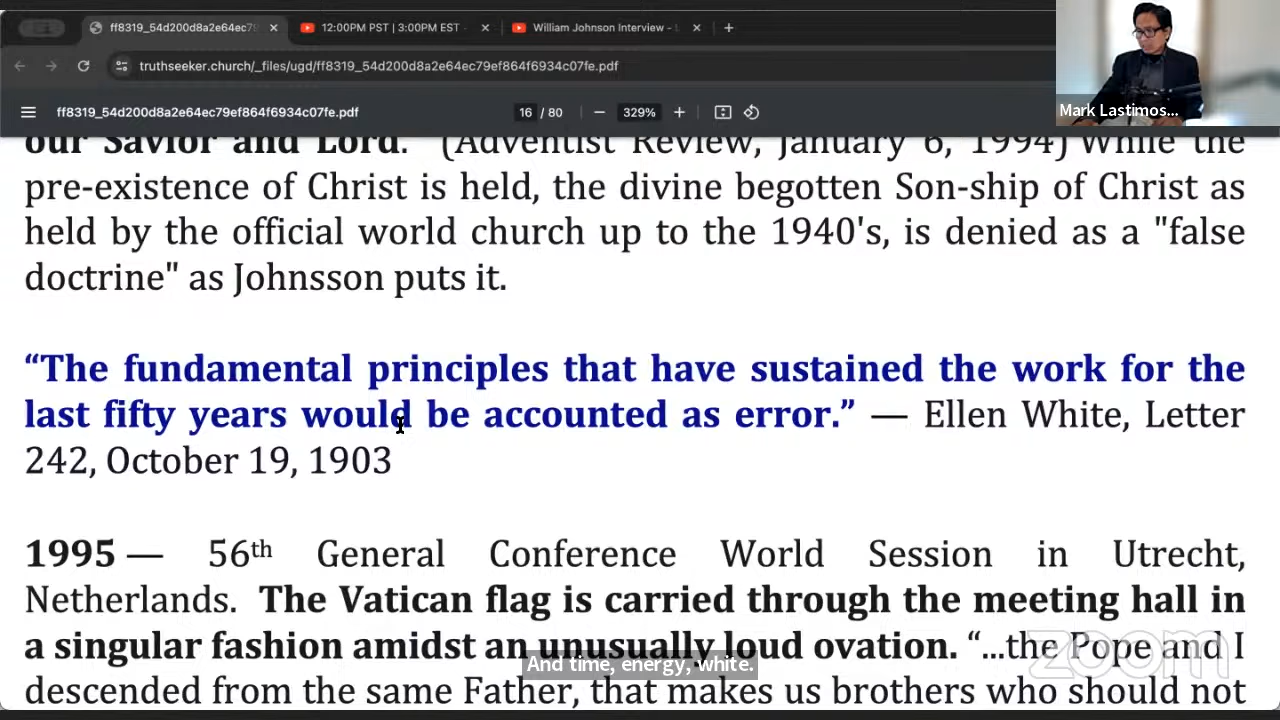 ff8319_54d200d8a2e64ec7
12:00PM PST | 3:00PM EST -
William Johnson Interview -
truthseeker.church/_files/ugd/ff8319_54d200d8a2e64ec79ef864f6934c07fe.pdf
ff8319_54d200d8a2e64ec79ef864f6934c07fe.pdf
16 / 80
329%
Mark Lastimos...
our Savior and Lord. (Adventist Review, January 6, 1994) While the
pre-existence of Christ is held, the divine begotten Son-ship of Christ as
held by the official world church up to the 1940's, is denied as a "false
doctrine" as Johnsson puts it.
“The fundamental principles that have sustained the work for the
last fifty years would be accounted as error.” — Ellen White, Letter
242, October 19, 1903
1995 — 56th General Conference World Session in Utrecht,
Netherlands. The Vatican flag is carried through the meeting hall in
a singular fashion amidst an unusually loud ovation. “...the Pope and I
descended from the same Father, that makes us brothers who should not
And time, energy, white.
zoom